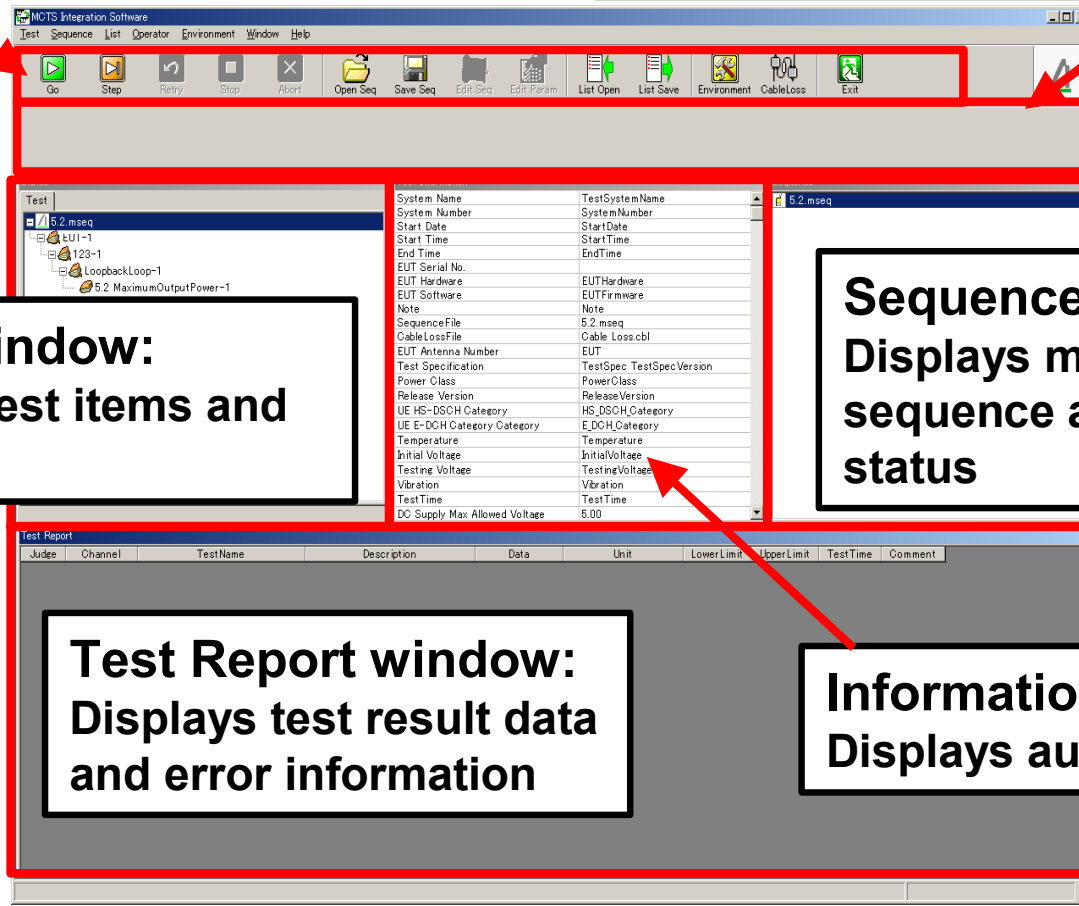 MCTS Integration Software
Test Sequence List Operator Environment Window Help
Go Step Retry Stop Abort Open Seq Save Seq Edit Seq Edit Param List Open List Save Environment CableLoss Exit
Test
5.2.mseq
EUT-1
123-1
LoopbackLoop-1
5.2 MaximumOutputPower-1
indow:
est items and
System Name TestSystemName
System Number SystemNumber
Start Date StartDate
Start Time StartTime
End Time EndTime
EUT Serial No.
EUT Hardware EUTHardware
EUT Software EUTFirmware
Note Note
SequenceFile 5.2.mseq
CableLossFile Cable Loss.cbl
EUT Antenna Number EUT
Test Specification TestSpec TestSpecVersion
Power Class PowerClass
Release Version ReleaseVersion
UE HS-DSCH Category HS_DSCH_Category
UE E-DCH Category Category E_DCH_Category
Temperature Temperature
Initial Voltage InitialVoltage
Testing Voltage TestingVoltage
Vibration Vibration
TestTime TestTime
DC Supply Max Allowed Voltage 5.00
5.2.mseq
Sequence
Displays m
sequence a
status
Test Report
Judge Channel TestName Description Data Unit LowerLimit UpperLimit TestTime Comment
Test Report window:
Displays test result data
and error information
Informatio
Displays au